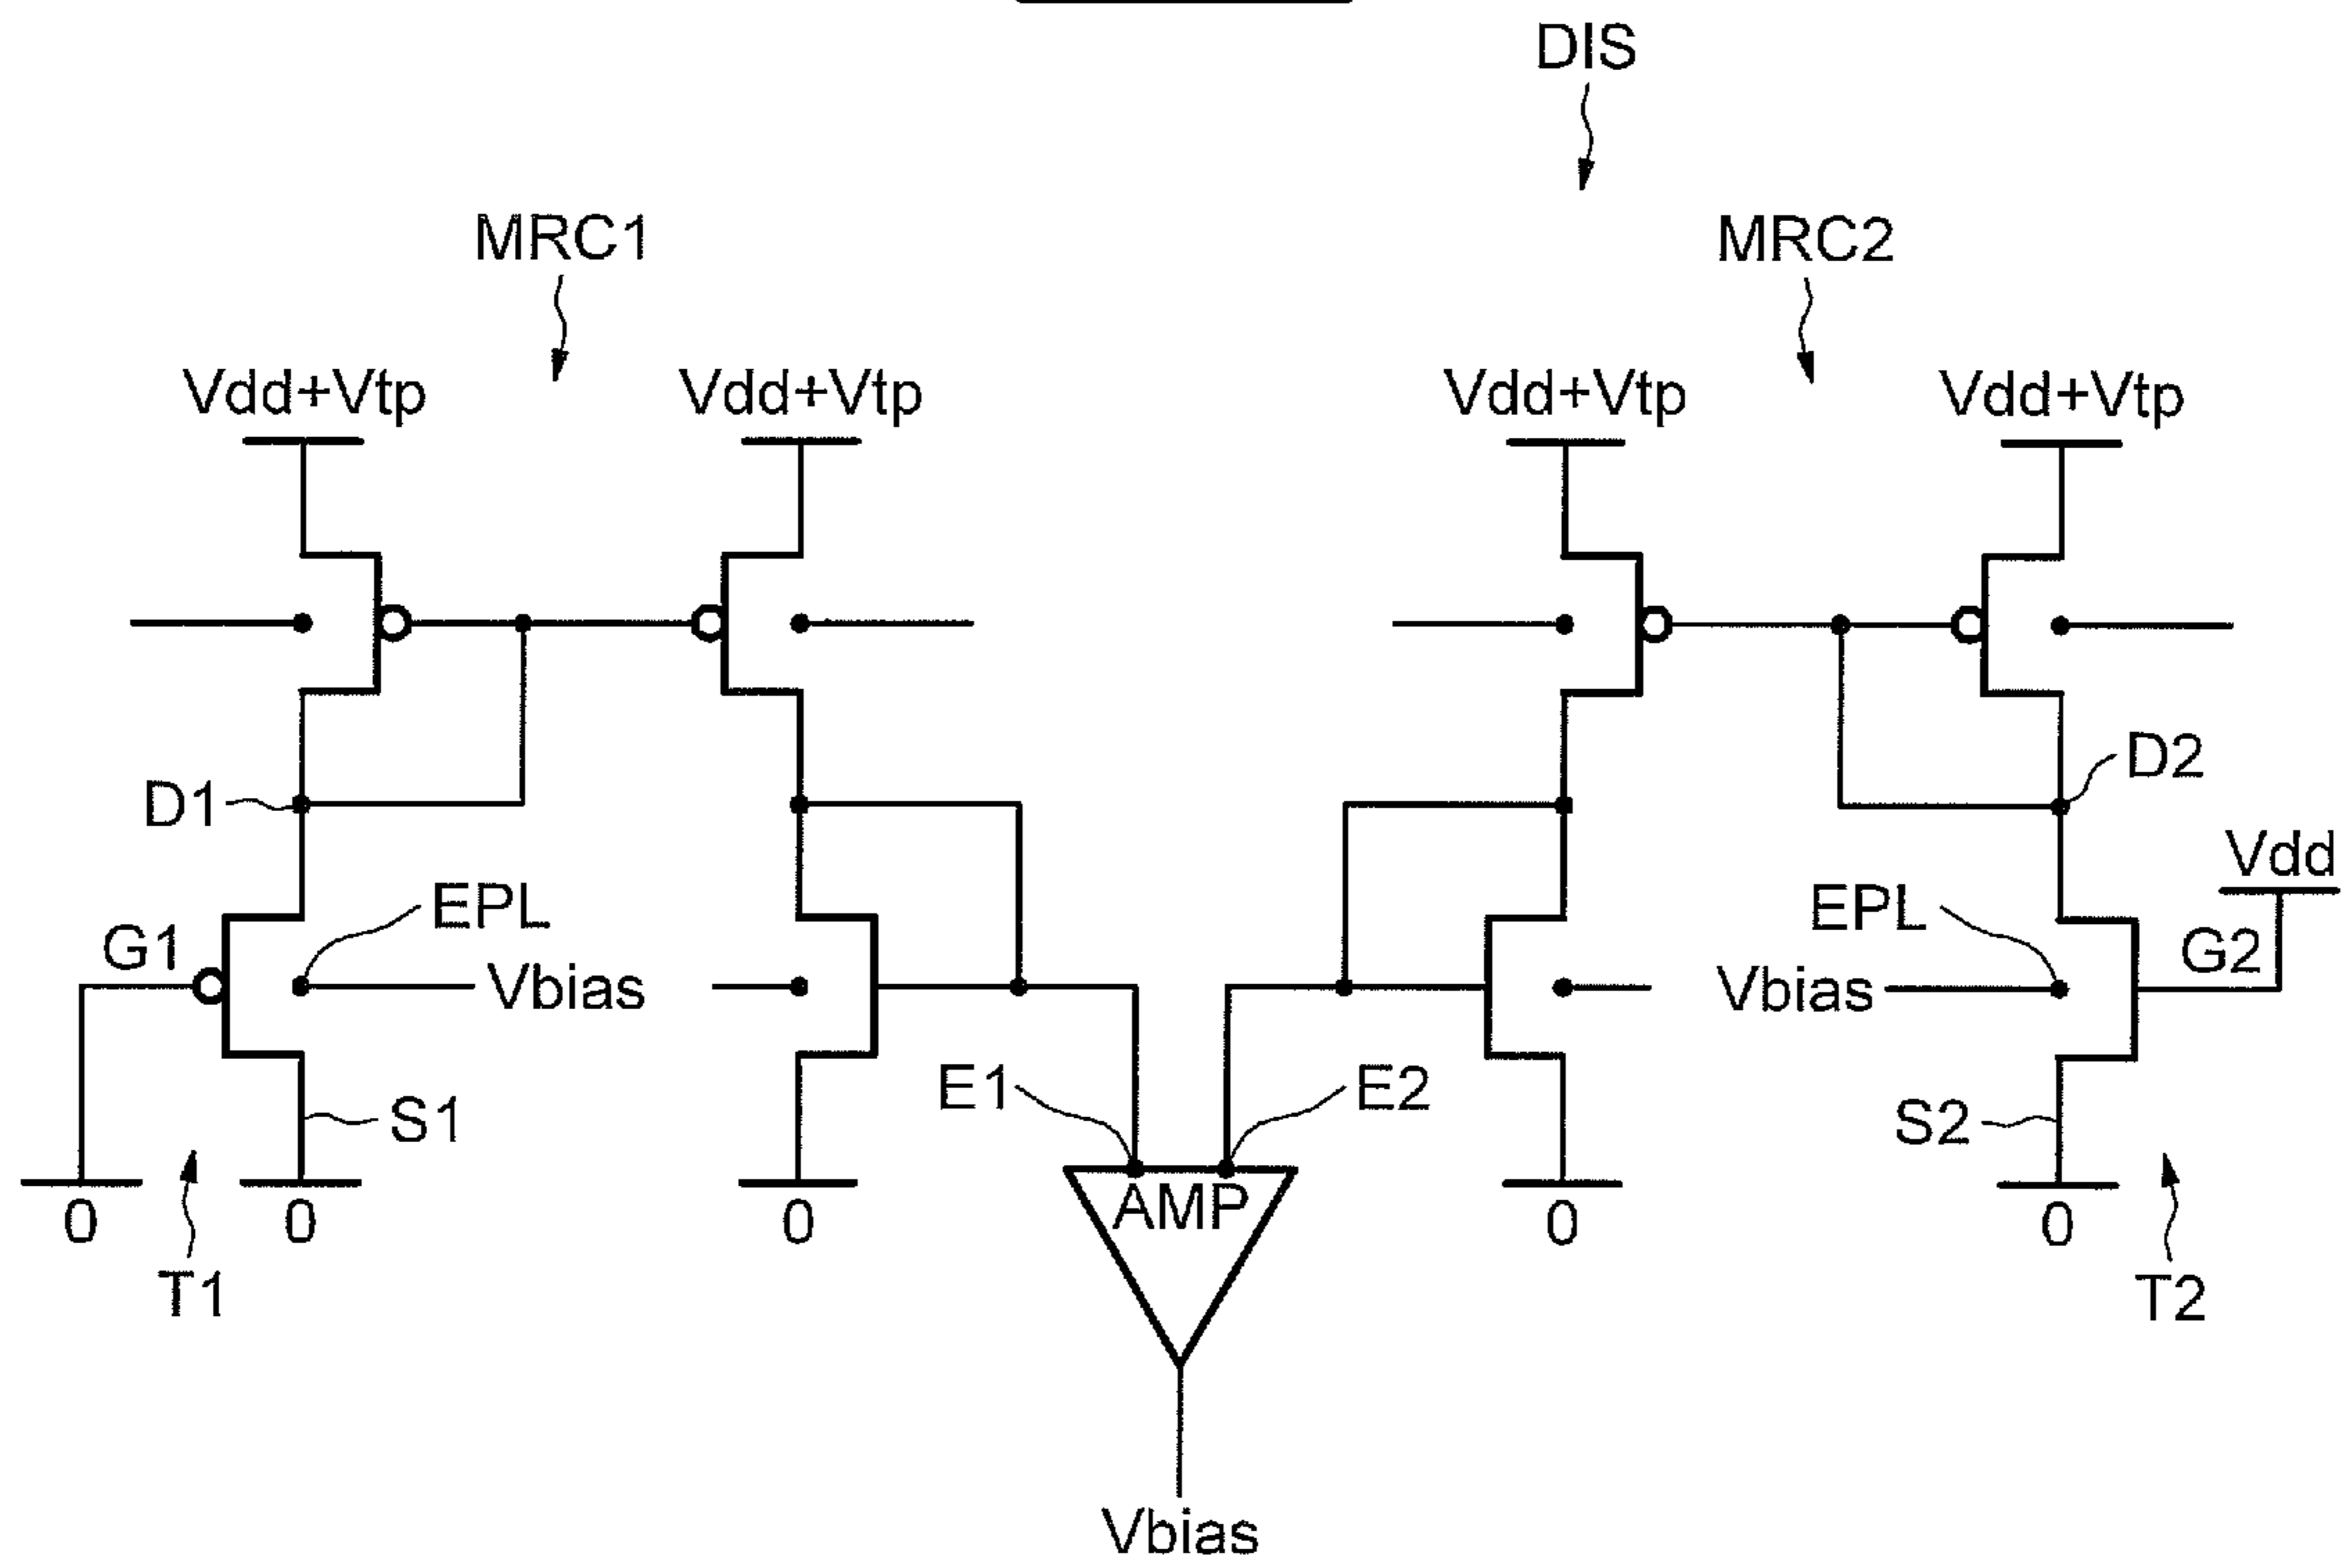 DIS
MRC1
MRC2
Vdd+Vtp
Vdd+Vtp
Vdd+Vtp
Vdd+Vtp
D1
D2
Vdd
G1
EPL
Vbias
EPL
Vbias
G2
E1
E2
S1
S2
AMP
0
0
0
0
0
T1
T2
Vbias